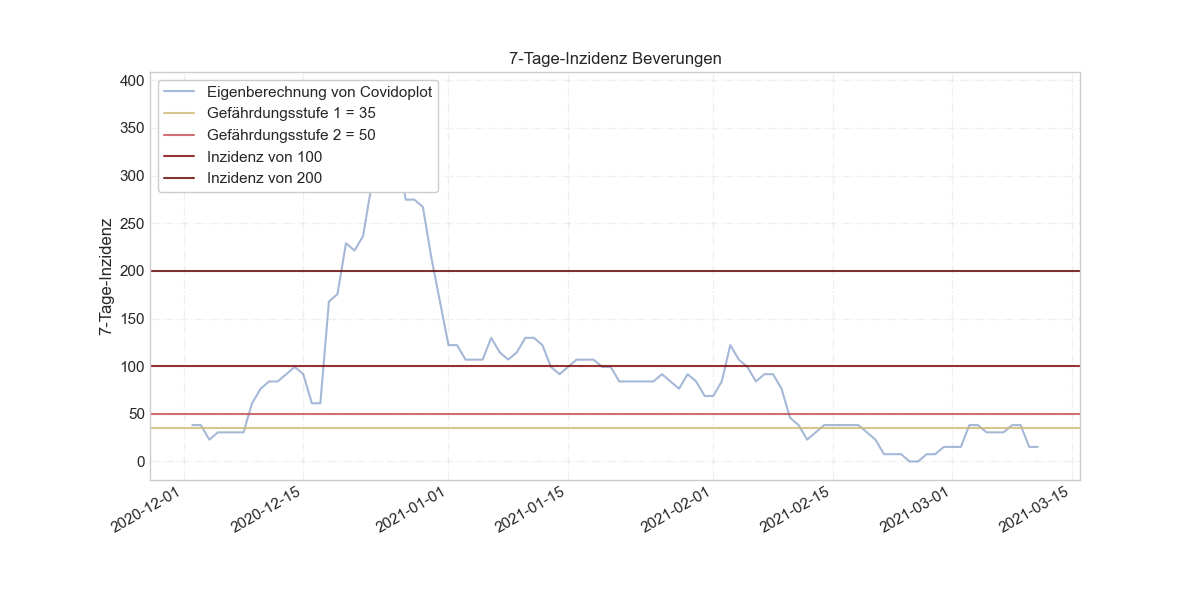 7-Tage-Inzidenz Beverungen
400
350
300
250
200
150
100
50
0
7-Tage-Inzidenz
Eigenberechnung von Covidoplot
Gefährdungsstufe 1 = 35
Gefährdungsstufe 2 = 50
Inzidenz von 100
Inzidenz von 200
2020-12-01
2020-12-15
2021-01-01
2021-01-15
2021-02-01
2021-02-15
2021-03-01
2021-03-15